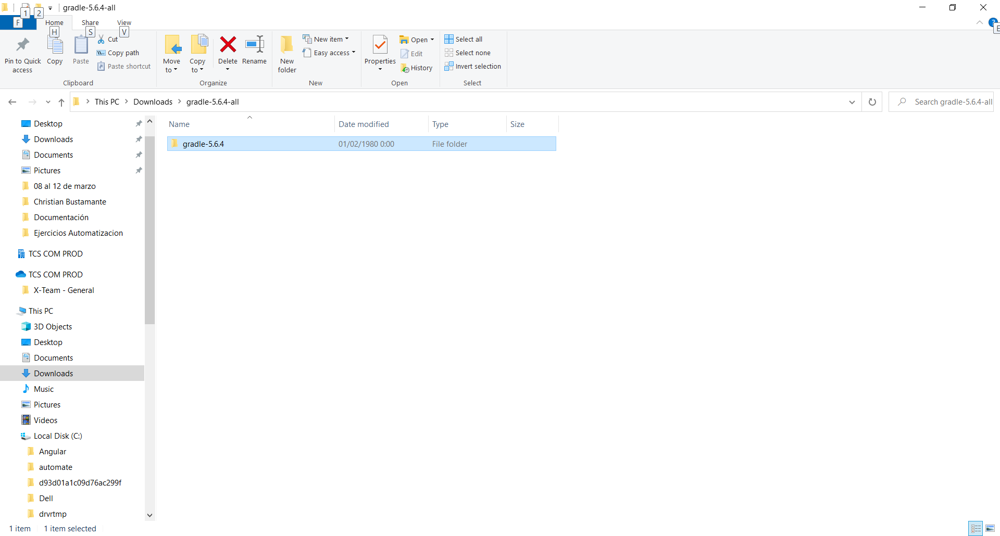 gradle-5.6.4-all
1 2
F Home Share View
H S V E
Pin to Quick access
Copy
Paste
Cut
Copy path
Paste shortcut
Clipboard
Move to
Copy to
Delete
Rename
Organize
New folder
New item
Easy access
New
Properties
Open
Edit
History
Open
Select all
Select none
Invert selection
Select
This PC Downloads gradle-5.6.4-all
Search gradle-5.6.4-all
Name Date modified Type Size
gradle-5.6.4 01/02/1980 0:00 File folder
Desktop
Downloads
Documents
Pictures
08 al 12 de marzo
Christian Bustamante
Documentación
Ejercicios Automatizacion
TCS COM PROD
TCS COM PROD
X-Team - General
This PC
3D Objects
Desktop
Documents
Downloads
Music
Pictures
Videos
Local Disk (C:)
Angular
automate
d93d01a1c09d76ac299f
Dell
drvrtmp
1 item 1 item selected